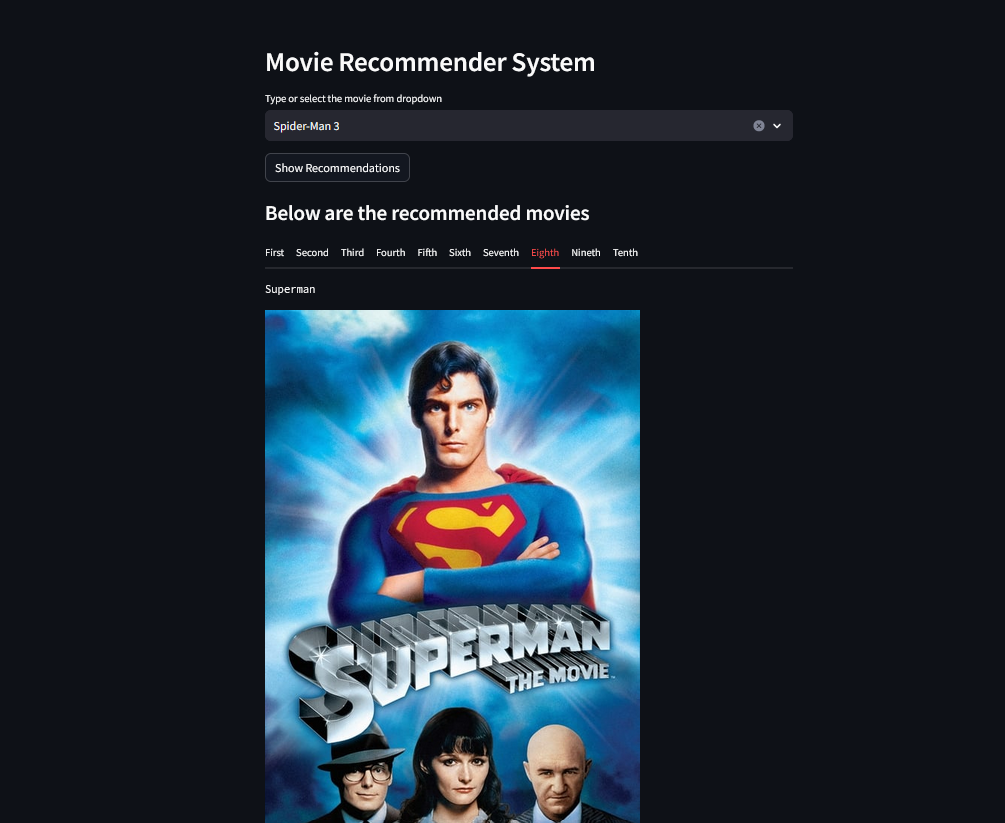 Movie Recommender System
Type or select the movie from dropdown
Spider-Man 3
Show Recommendations
Below are the recommended movies
First Second Third Fourth Fifth Sixth Seventh Eighth Nineth Tenth
Superman
SUPERMAN
THE MOVIE™